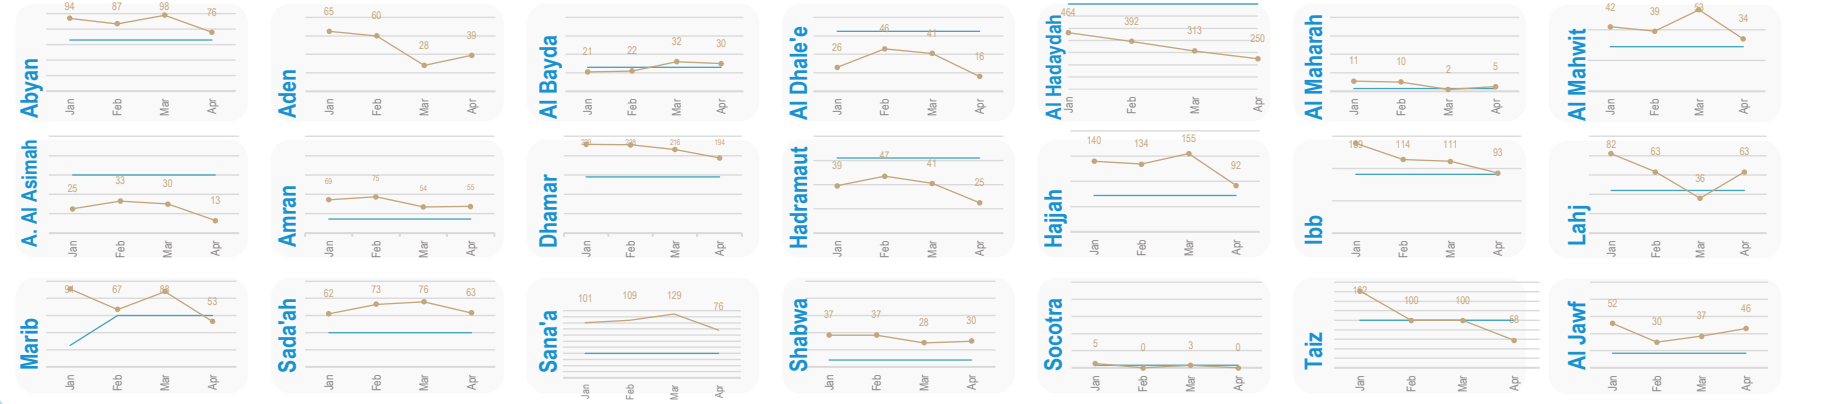 Abyan
94 87 98 76
Jan Feb Mar Apr
Aden
65 60 28 39
Jan Feb Mar Apr
Al Bayda
21 22 32 30
Jan Feb Mar Apr
Al Dhale'e
26 46 41 16
Jan Feb Mar Apr
Al Hadaydah
464 392 313 250
Jan Feb Mar Apr
Al Maharah
11 10 2 5
Jan Feb Mar Apr
Al Mahwit
42 39 53 34
Jan Feb Mar Apr
A. Al Asimah
25 33 30 13
Jan Feb Mar Apr
Amran
69 75 54 55
Jan Feb Mar Apr
Dhamar
216 194
Jan Feb Mar Apr
Hadramaut
39 47 41 25
Jan Feb Mar Apr
Hajjah
140 134 155 92
Jan Feb Mar Apr
Ibb
114 111 93
Jan Feb Mar Apr
Lahj
82 63 36 63
Jan Feb Mar Apr
Marib
67 53
Jan Feb Mar Apr
Sada'ah
62 73 76 63
Jan Feb Mar Apr
Sana'a
101 109 129 76
Jan Feb Mar Apr
Shabwa
37 37 28 30
Jan Feb Mar Apr
Socotra
5 0 3 0
Jan Feb Mar Apr
Taiz
100 100
Jan Feb Mar Apr
Al Jawf
52 30 37 46
Jan Feb Mar Apr